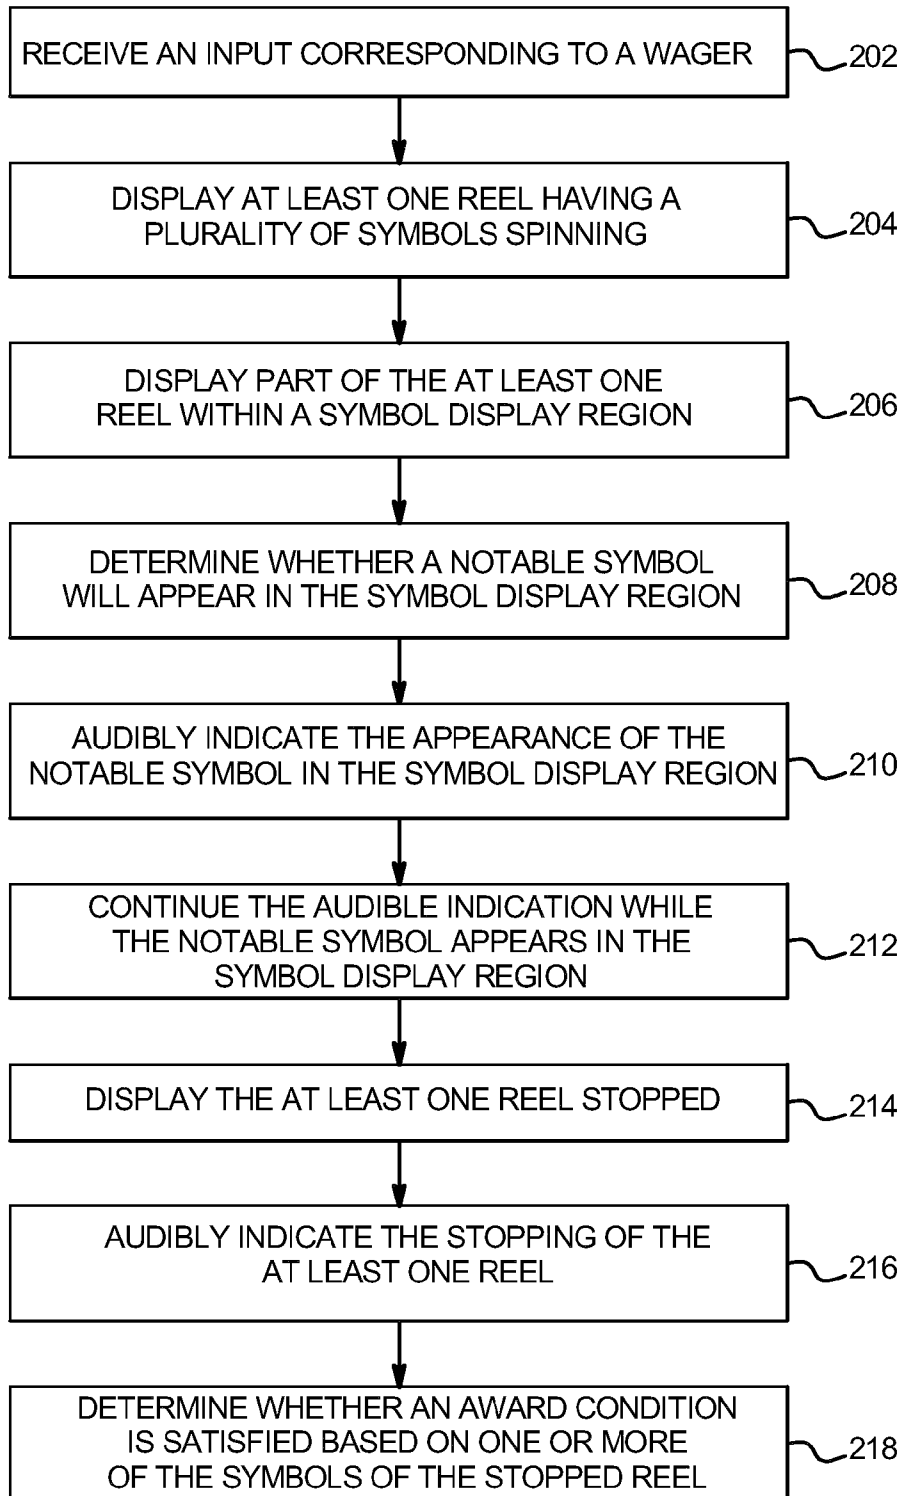 RECEIVE AN INPUT CORRESPONDING TO A WAGER
202
DISPLAY AT LEAST ONE REEL HAVING A
PLURALITY OF SYMBOLS SPINNING
204
DISPLAY PART OF THE AT LEAST ONE
REEL WITHIN A SYMBOL DISPLAY REGION
206
DETERMINE WHETHER A NOTABLE SYMBOL
WILL APPEAR IN THE SYMBOL DISPLAY REGION
208
AUDIBLY INDICATE THE APPEARANCE OF THE
NOTABLE SYMBOL IN THE SYMBOL DISPLAY REGION
210
CONTINUE THE AUDIBLE INDICATION WHILE
THE NOTABLE SYMBOL APPEARS IN THE
SYMBOL DISPLAY REGION
212
DISPLAY THE AT LEAST ONE REEL STOPPED
214
AUDIBLY INDICATE THE STOPPING OF THE
AT LEAST ONE REEL
216
DETERMINE WHETHER AN AWARD CONDITION
IS SATISFIED BASED ON ONE OR MORE
OF THE SYMBOLS OF THE STOPPED REEL
218